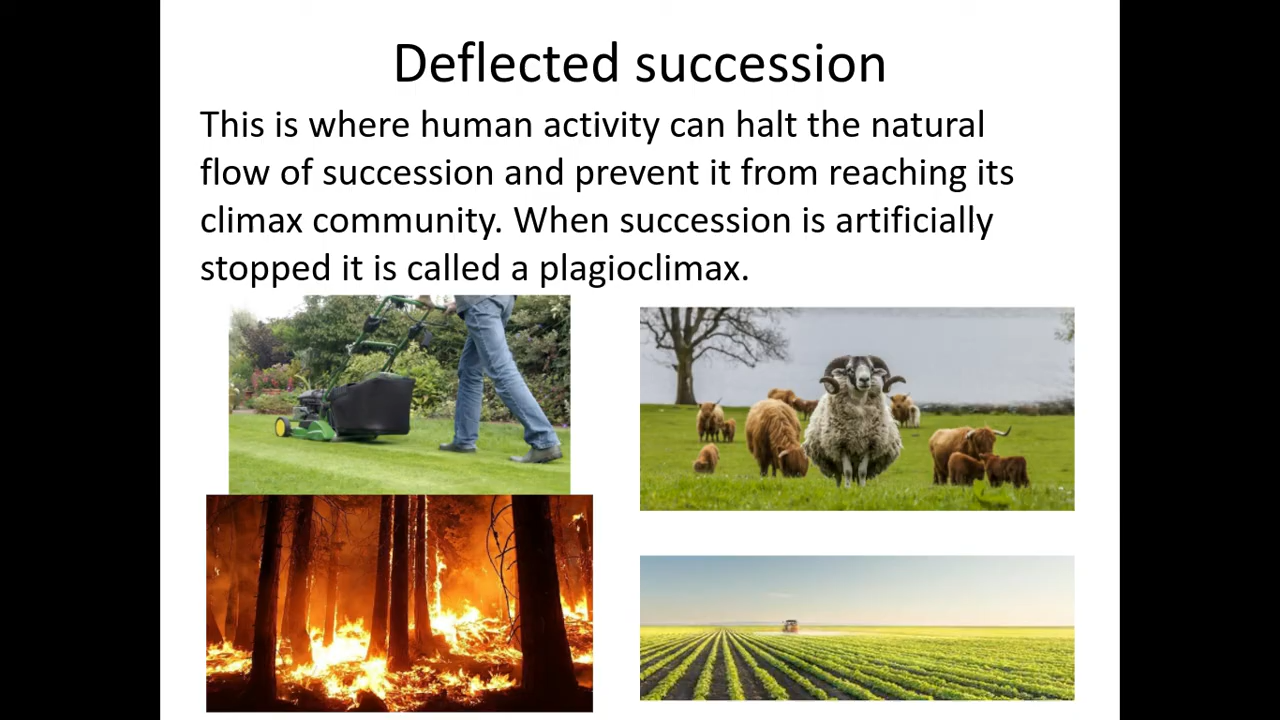 Deflected succession
This is where human activity can halt the natural
flow of succession and prevent it from reaching its
climax community. When succession is artificially
stopped it is called a plagioclimax.